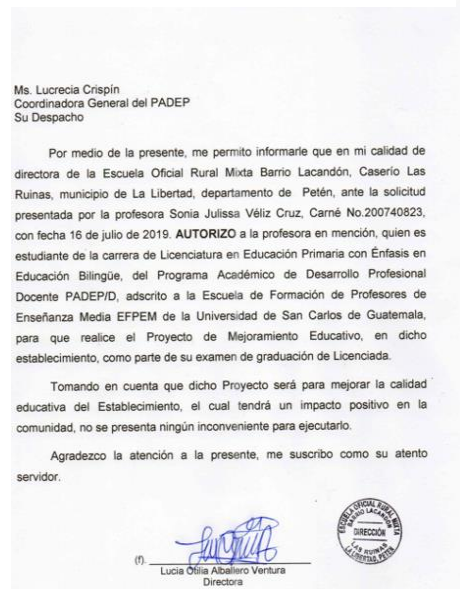 Ms. Lucrecia Crispín
Coordinadora General del PADEP
Su Despacho
Por medio de la presente, me permito informarle que en mi calidad de
directora de la Escuela Oficial Rural Mixta Barrio Lacandón, Caserío Las
Ruinas, municipio de La Libertad, departamento de Petén, ante la solicitud
presentada por la profesora Sonia Julissa Véliz Cruz, Carné No.200740823,
con fecha 16 de julio de 2019. AUTORIZO a la profesora en mención, quien es
estudiante de la carrera de Licenciatura en Educación Primaria con Énfasis en
Educación Bilingüe, del Programa Académico de Desarrollo Profesional
Docente PADEP/D, adscrito a la Escuela de Formación de Profesores de
Enseñanza Media EFPEM de la Universidad de San Carlos de Guatemala,
para que realice el Proyecto de Mejoramiento Educativo, en dicho
establecimiento, como parte de su examen de graduación de Licenciada.
Tomando en cuenta que dicho Proyecto será para mejorar la calidad
educativa del Establecimiento, el cual tendrá un impacto positivo en la
comunidad, no se presenta ningún inconveniente para ejecutarlo.
Agradezco la atención a la presente, me suscribo como su atento
servidor.
(f).
Lucia Otilia Alballero Ventura
Directora
ESCUELA OFICIAL RURAL MIXTA
BARRIO LACANDON
DIRECCIÓN
LAS RUINAS
LA LIBERTAD, PETEN